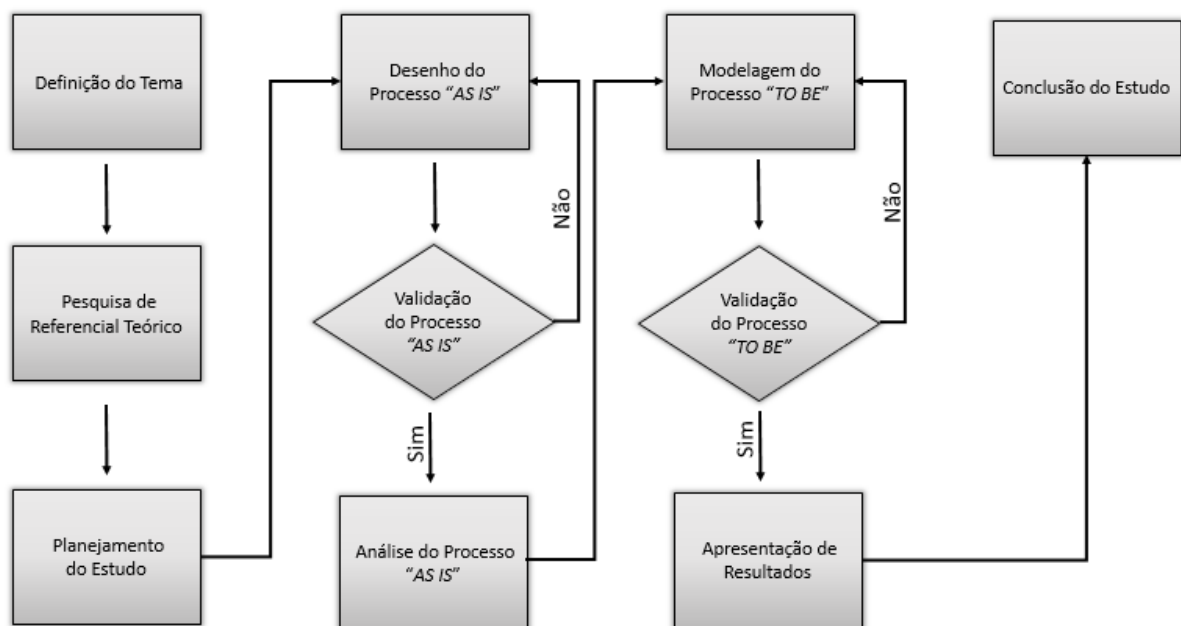 Definição do Tema
Pesquisa de
Referencial Teórico
Planejamento
do Estudo
Desenho do
Processo “AS IS”
Não
Validação
do Processo
“AS IS”
Sim
Análise do Processo
“AS IS”
Modelagem do
Processo “TO BE”
Não
Validação
do Processo
“TO BE”
Sim
Apresentação de
Resultados
Conclusão do Estudo